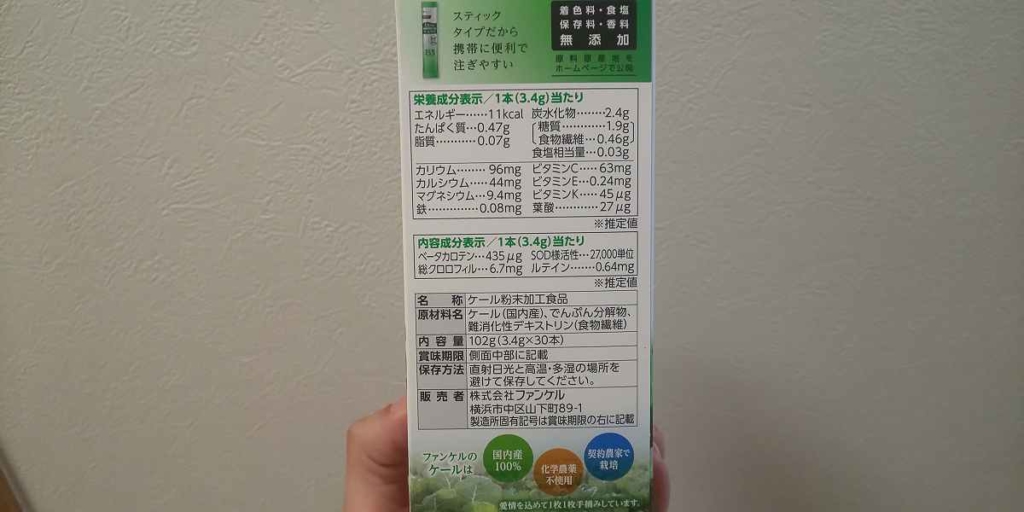 スティック
タイプだから
携帯に便利で
注ぎやすい
着色料・食塩
保存料・香料
無添加
原料原産地を
ホームページで公開
栄養成分表示／1本(3.4g)当たり
エネルギー……11kcal 炭水化物………2.4g
たんぱく質…0.47g 糖質…………1.9g
脂質…………0.07g 食物繊維…0.46g
食塩相当量…0.03g
カリウム……… 96mg ビタミンC…… 63mg
カルシウム…… 44mg ビタミンE…0.24mg
マグネシウム…9.4mg ビタミンK…… 45μg
鉄……………0.08mg 葉酸…………… 27μg
※推定値
内容成分表示／1本(3.4g)当たり
ベータカロテン…435μg SOD様活性…27,000単位
総クロロフィル…6.7mg ルテイン………0.64mg
※推定値
名称 ケール粉末加工食品
原材料名 ケール(国内産)、でんぷん分解物、
難消化性デキストリン(食物繊維)
内容量 102g(3.4g×30本)
賞味期限 側面中部に記載
保存方法 直射日光と高温・多湿の場所を
避けて保存してください。
販売者 株式会社ファンケル
横浜市中区山下町89-1
製造所固有記号は賞味期限の右に記載
ファンケルの
ケールは
国内産
100%
化学農薬
不使用
契約農家で
栽培
愛情を込めて1枚1枚手摘みしています。